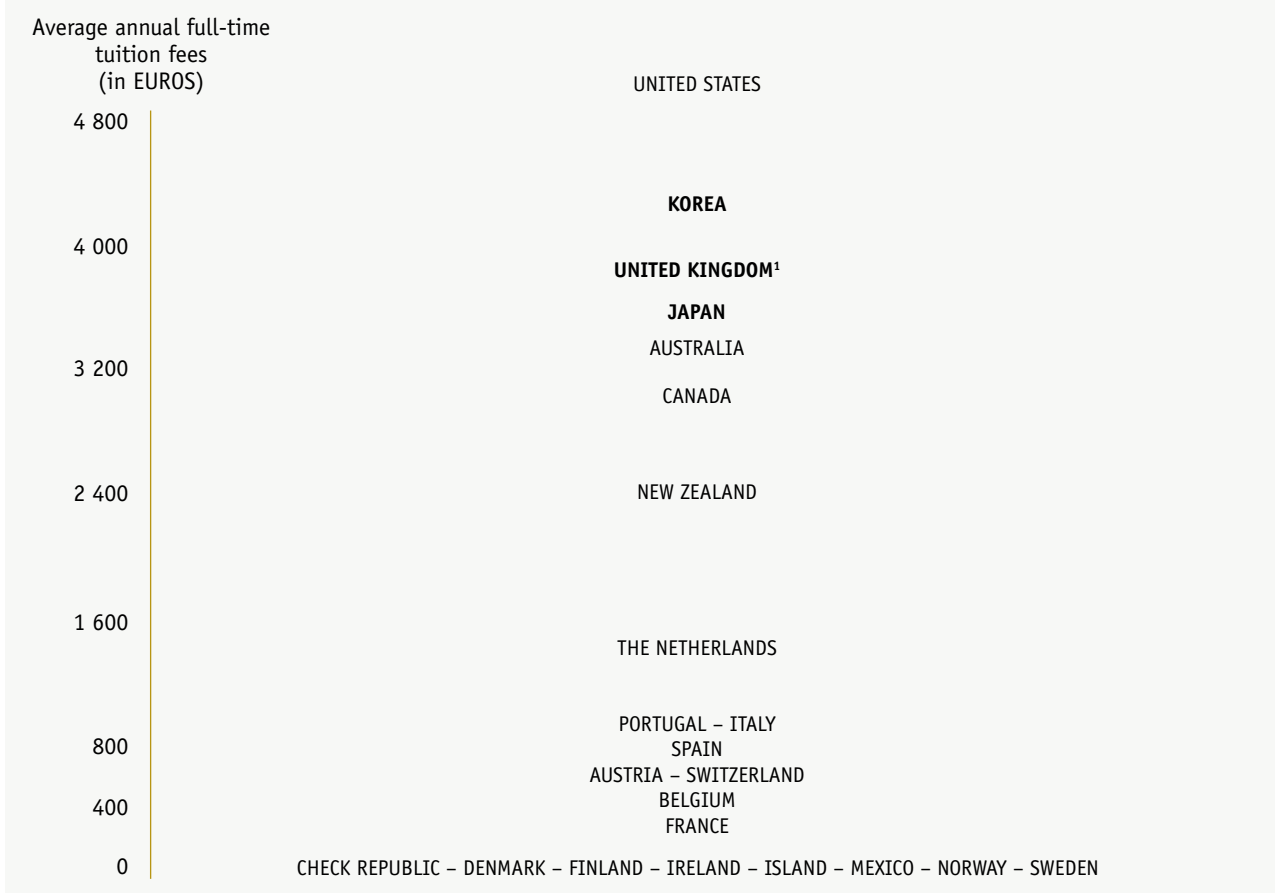 Average annual full-time
tuition fees
(in EUROS)
UNITED STATES
4 800
KOREA
4 000
UNITED KINGDOM¹
JAPAN
AUSTRALIA
3 200
CANADA
2 400
NEW ZEALAND
1 600
THE NETHERLANDS
PORTUGAL – ITALY
800
SPAIN
AUSTRIA – SWITZERLAND
BELGIUM
400
FRANCE
0
CHECK REPUBLIC – DENMARK – FINLAND – IRELAND – ISLAND – MEXICO – NORWAY – SWEDEN